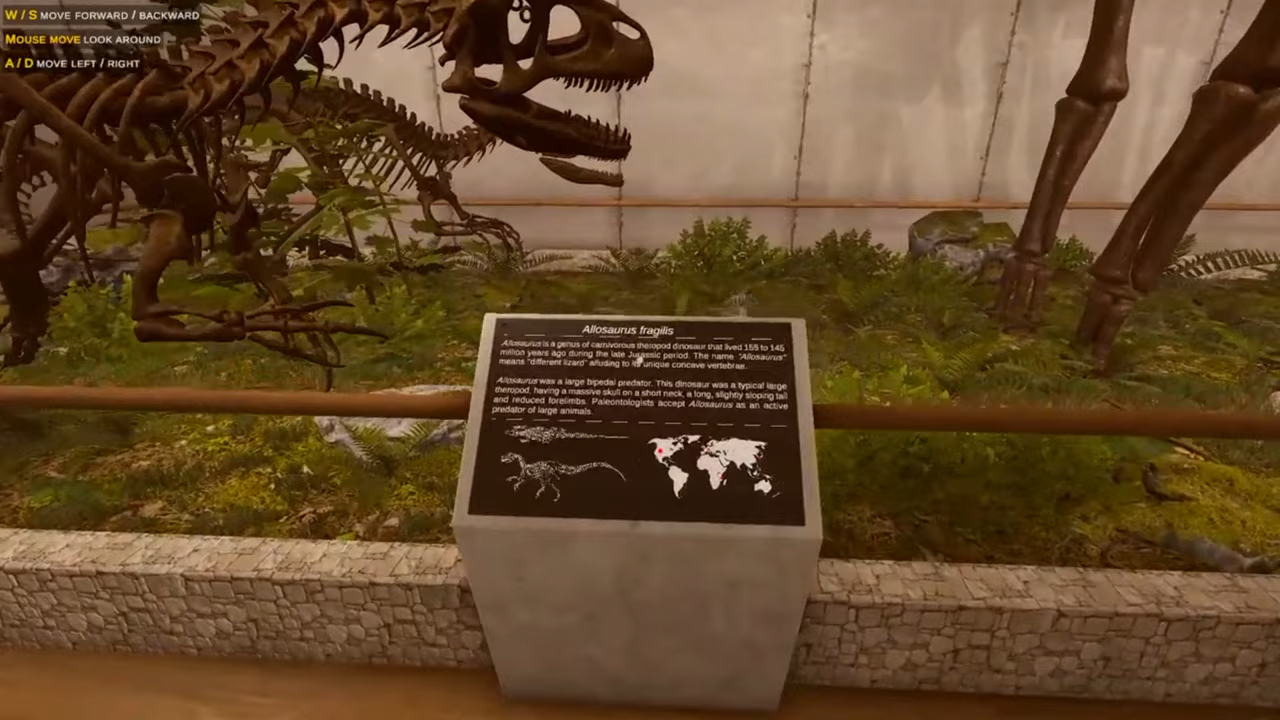 W / S MOVE FORWARD / BACKWARD
MOUSE MOVE LOOK AROUND
A / D MOVE LEFT / RIGHT
Allosaurus fragilis
Allosaurus is a genus of carnivorous theropod dinosaur that lived 155 to 145
million years ago during the late Jurassic period. The name "Allosaurus"
means "different lizard" alluding to its unique concave vertebrae.
Allosaurus was a large bipedal predator. This dinosaur was a typical large
theropod, having a massive skull on a short neck, a long, slightly sloping tail
and reduced forelimbs. Paleontologists accept Allosaurus as an active
predator of large animals.